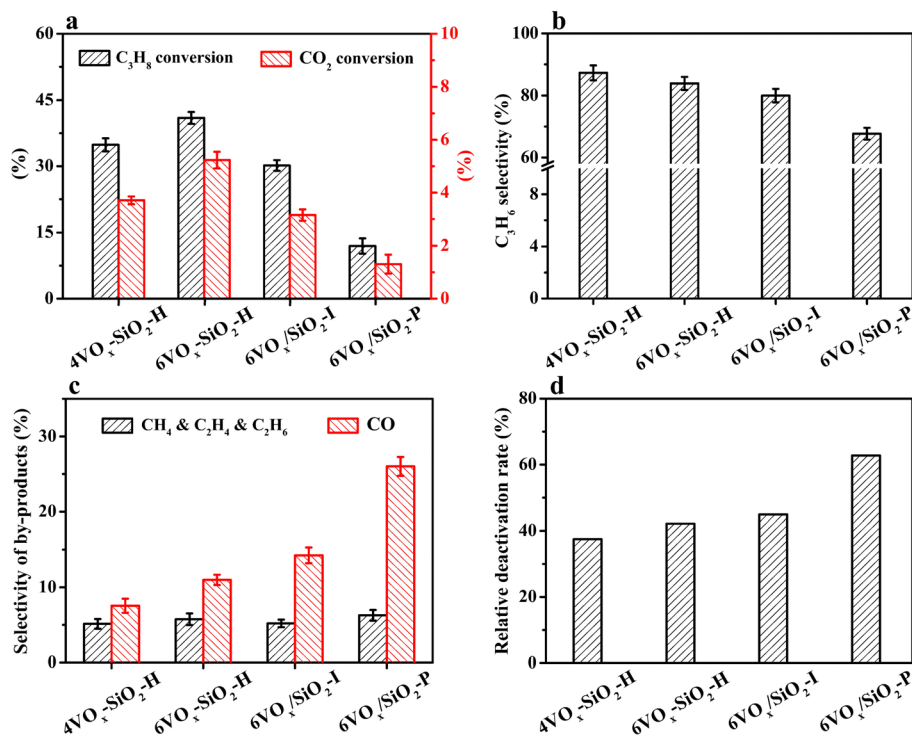 a
60
45
30
15
0
(%)
C₃H₈ conversion
CO₂ conversion
10
8
6
4
2
0
(%)
4VOₓ-SiO₂-H
6VOₓ-SiO₂-H
6VOₓ/SiO₂-I
6VOₓ/SiO₂-P
b
100
80
60
8
4
0
C₃H₆ selectivity (%)
4VOₓ-SiO₂-H
6VOₓ-SiO₂-H
6VOₓ/SiO₂-I
6VOₓ/SiO₂-P
c
30
20
10
0
Selectivity of by-products (%)
CH₄ & C₂H₄ & C₂H₆
CO
4VOₓ-SiO₂-H
6VOₓ-SiO₂-H
6VOₓ/SiO₂-I
6VOₓ/SiO₂-P
d
80
60
40
20
0
Relative deactivation rate (%)
4VOₓ-SiO₂-H
6VOₓ-SiO₂-H
6VOₓ/SiO₂-I
6VOₓ/SiO₂-P